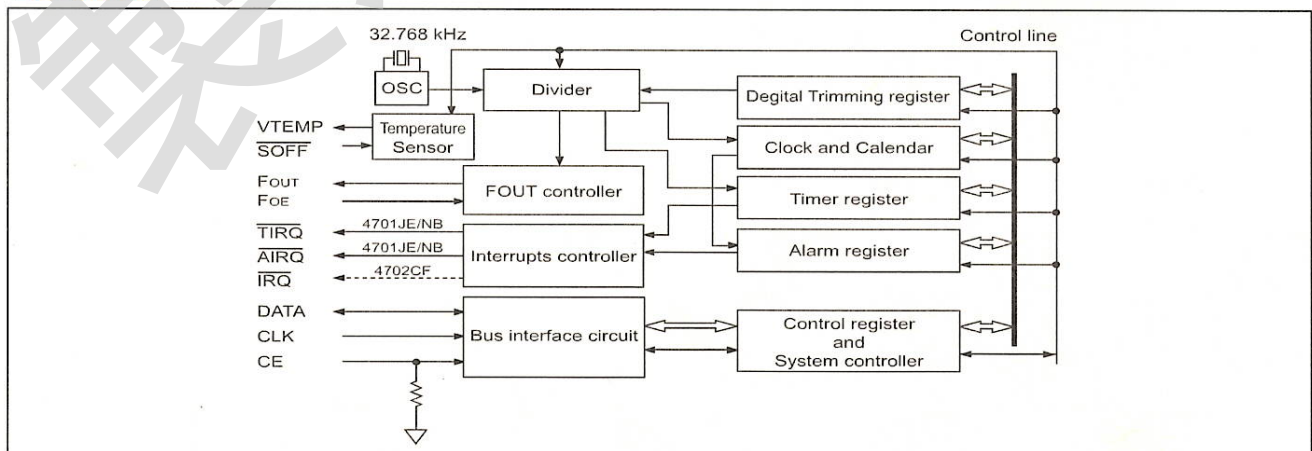 32.768 kHz
Control line
OSC
Divider
Degital Trimming register
VTEMP
SOFF
Temperature
Sensor
Clock and Calendar
FOUT
FOE
FOUT controller
Timer register
TIRQ
4701JE/NB
AIRQ
4701JE/NB
IRQ
4702CF
Interrupts controller
Alarm register
DATA
CLK
CE
Bus interface circuit
Control register
and
System controller